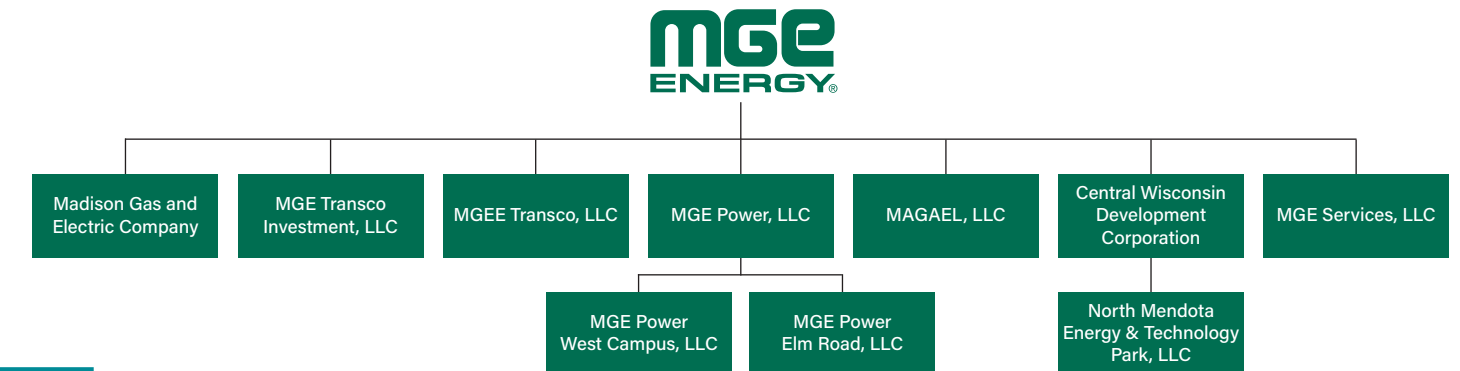 mGe
ENERGY®
Madison Gas and
Electric Company
MGE Transco
Investment, LLC
MGEE Transco, LLC
MGE Power, LLC
MAGAEL, LLC
Central Wisconsin
Development
Corporation
MGE Services, LLC
MGE Power
West Campus, LLC
MGE Power
Elm Road, LLC
North Mendota
Energy & Technology
Park, LLC